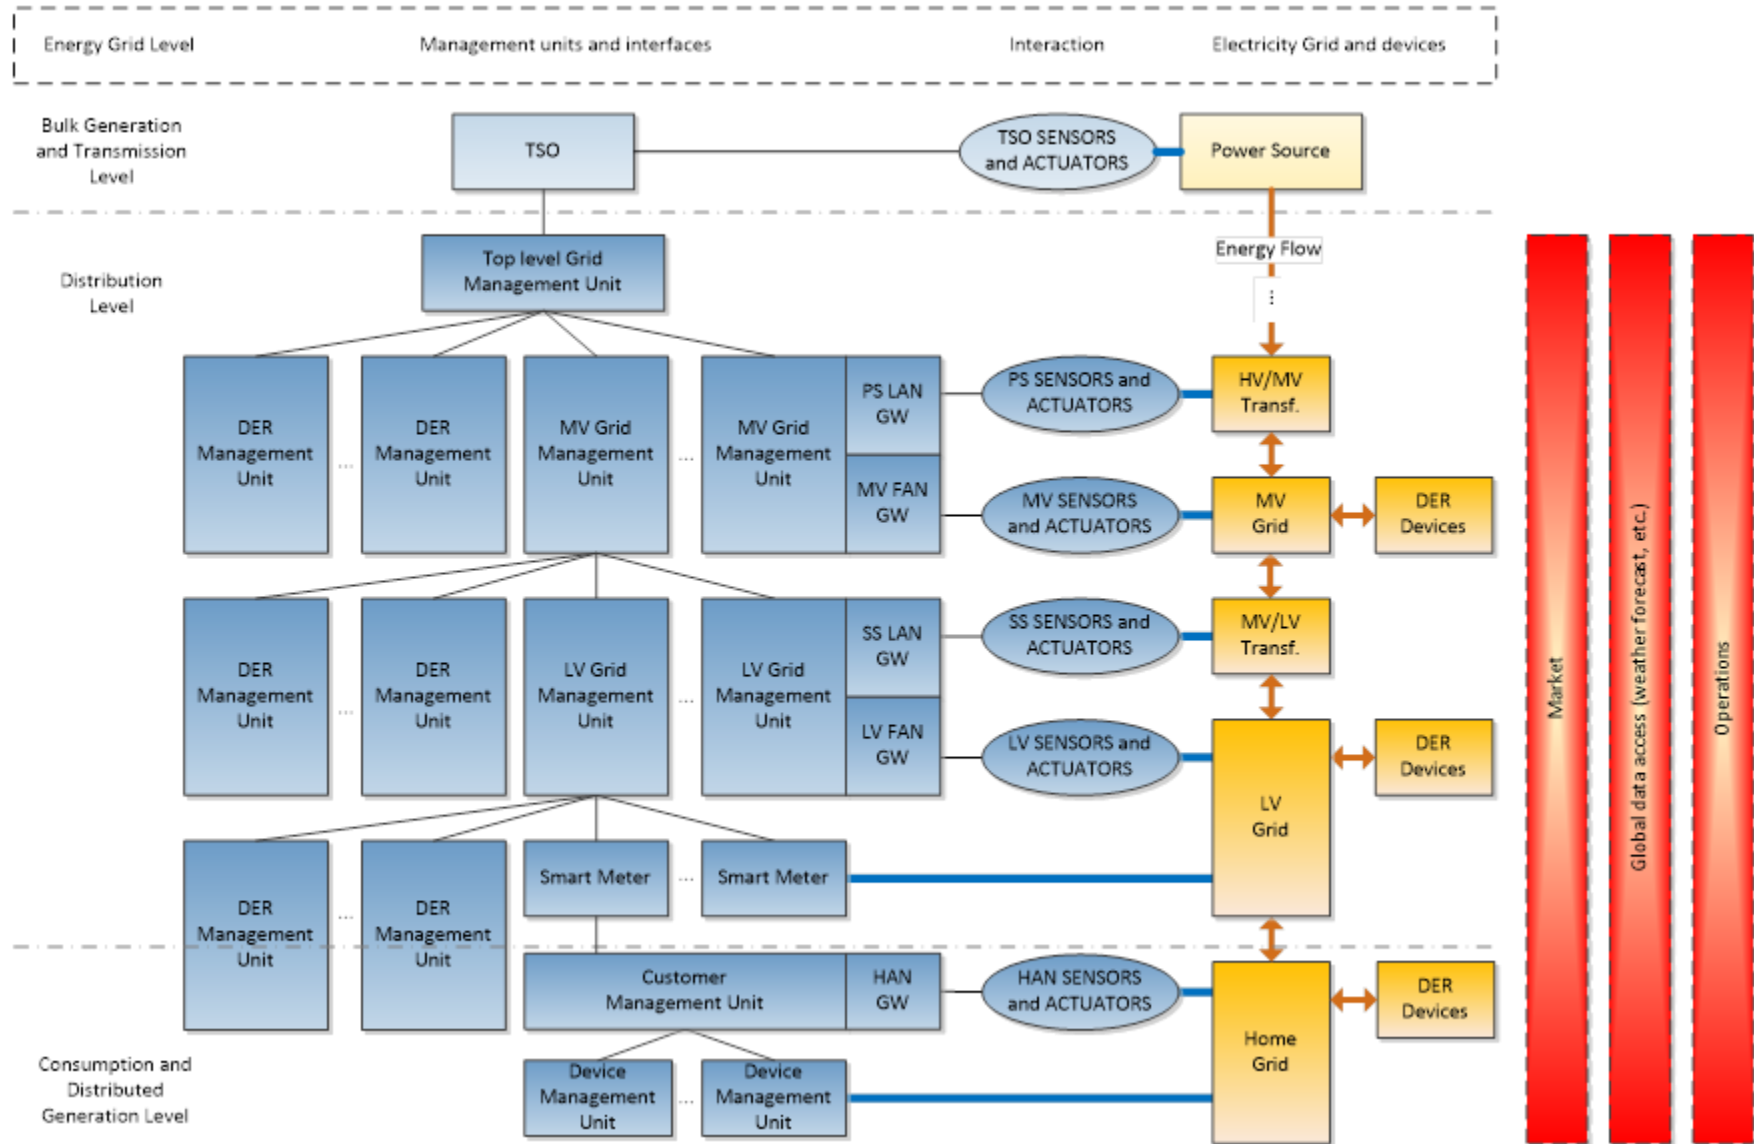 Energy Grid Level
Management units and interfaces
Interaction
Electricity Grid and devices
Bulk Generation
and Transmission
Level
TSO
TSO SENSORS
and ACTUATORS
Power Source
Distribution
Level
Top level Grid
Management Unit
Energy Flow
...
DER
Management
Unit
...
DER
Management
Unit
MV Grid
Management
Unit
...
MV Grid
Management
Unit
PS LAN
GW
MV FAN
GW
PS SENSORS and
ACTUATORS
HV/MV
Transf.
MV SENSORS
and ACTUATORS
MV
Grid
DER
Devices
DER
Management
Unit
...
DER
Management
Unit
LV Grid
Management
Unit
...
LV Grid
Management
Unit
SS LAN
GW
LV FAN
GW
SS SENSORS and
ACTUATORS
MV/LV
Transf.
LV SENSORS and
ACTUATORS
LV
Grid
DER
Devices
DER
Management
Unit
...
DER
Management
Unit
Smart Meter
...
Smart Meter
Customer
Management Unit
HAN
GW
HAN SENSORS
and ACTUATORS
Home
Grid
DER
Devices
Consumption and
Distributed
Generation Level
Device
Management
Unit
...
Device
Management
Unit
Market
Global data access (weather forecast, etc.)
Operations